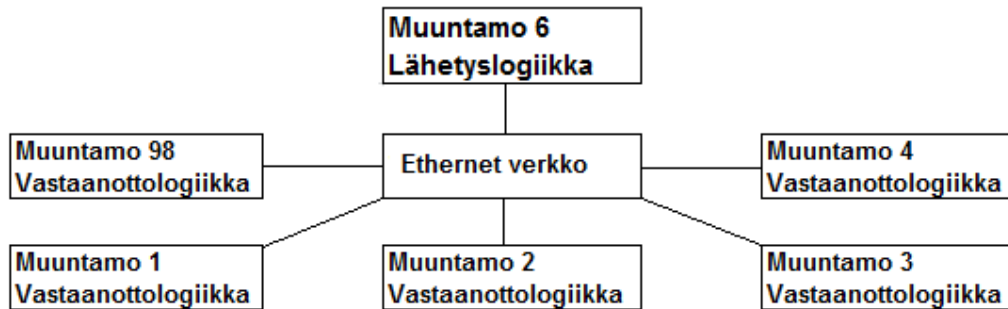 Muuntamo 6
Lähetyslogiikka
Muuntamo 98
Vastaanottologiikka
Ethernet verkko
Muuntamo 4
Vastaanottologiikka
Muuntamo 1
Vastaanottologiikka
Muuntamo 2
Vastaanottologiikka
Muuntamo 3
Vastaanottologiikka